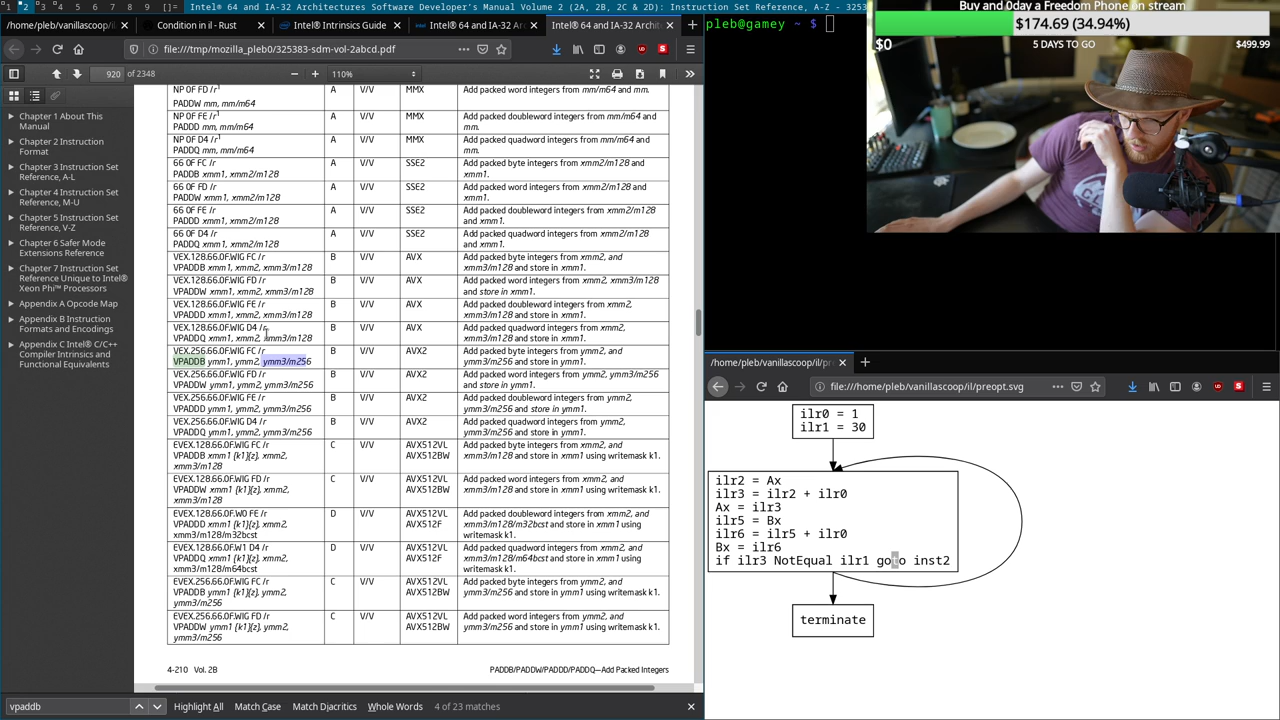 1 2 3 4 5 6 7 8 9 10 Intel® 64 and IA-32 Architectures Software Developer's Manual Volume 2 (2A, 2B, 2C & 2D): Instruction Set Reference, A-Z - 3253
/home/pleb/vanillascoop/il/pre
Condition in il - Rust
Intel® Intrinsics Guide
Intel® 64 and IA-32 Arch
Intel® 64 and IA-32 Arch
file:///tmp/mozilla_pleb0/325383-sdm-vol-2abcd.pdf
920 of 2348
110%
Chapter 1 About This
Manual
Chapter 2 Instruction
Format
Chapter 3 Instruction Set
Reference, A-L
Chapter 4 Instruction Set
Reference, M-U
Chapter 5 Instruction Set
Reference, V-Z
Chapter 6 Safer Mode
Extensions Reference
Chapter 7 Instruction Set
Reference Unique to Intel®
Xeon Phi™ Processors
Appendix A Opcode Map
Appendix B Instruction
Formats and Encodings
Appendix C Intel® C/C++
Compiler Intrinsics and
Functional Equivalents
NP 0F FD /r¹ A V/V MMX Add packed word integers from mm/m64 and mm.
PADDW mm, mm/m64
NP 0F FE /r¹ A V/V MMX Add packed doubleword integers from mm/m64 and
PADDD mm, mm/m64 mm.
NP 0F D4 /r¹ A V/V MMX Add packed quadword integers from mm/m64 and
PADDQ mm, mm/m64 mm.
66 0F FC /r A V/V SSE2 Add packed byte integers from xmm2/m128 and
PADDB xmm1, xmm2/m128 xmm1.
66 0F FD /r A V/V SSE2 Add packed word integers from xmm2/m128 and
PADDW xmm1, xmm2/m128 xmm1.
66 0F FE /r A V/V SSE2 Add packed doubleword integers from xmm2/m128
PADDD xmm1, xmm2/m128 and xmm1.
66 0F D4 /r A V/V SSE2 Add packed quadword integers from xmm2/m128
PADDQ xmm1, xmm2/m128 and xmm1.
VEX.128.66.0F.WIG FC /r B V/V AVX Add packed byte integers from xmm2, and
VPADDB xmm1, xmm2, xmm3/m128 xmm3/m128 and store in xmm1.
VEX.128.66.0F.WIG FD /r B V/V AVX Add packed word integers from xmm2, xmm3/m128
VPADDW xmm1, xmm2, xmm3/m128 and store in xmm1.
VEX.128.66.0F.WIG FE /r B V/V AVX Add packed doubleword integers from xmm2,
VPADDD xmm1, xmm2, xmm3/m128 xmm3/m128 and store in xmm1.
VEX.128.66.0F.WIG D4 /r B V/V AVX Add packed quadword integers from xmm2,
VPADDQ xmm1, xmm2, xmm3/m128 xmm3/m128 and store in xmm1.
VEX.256.66.0F.WIG FC /r B V/V AVX2 Add packed byte integers from ymm2, and
VPADDB ymm1, ymm2, ymm3/m256 ymm3/m256 and store in ymm1.
VEX.256.66.0F.WIG FD /r B V/V AVX2 Add packed word integers from ymm2, ymm3/m256
VPADDW ymm1, ymm2, ymm3/m256 and store in ymm1.
VEX.256.66.0F.WIG FE /r B V/V AVX2 Add packed doubleword integers from ymm2,
VPADDD ymm1, ymm2, ymm3/m256 ymm3/m256 and store in ymm1.
VEX.256.66.0F.WIG D4 /r B V/V AVX2 Add packed quadword integers from ymm2,
VPADDQ ymm1, ymm2, ymm3/m256 ymm3/m256 and store in ymm1.
EVEX.128.66.0F.WIG FC /r C V/V AVX512VL Add packed byte integers from xmm2, and
VPADDB xmm1 {k1}{z}, xmm2, AVX512BW xmm3/m128 and store in xmm1 using writemask k1.
xmm3/m128
EVEX.128.66.0F.WIG FD /r C V/V AVX512VL Add packed word integers from xmm2, and
VPADDW xmm1 {k1}{z}, xmm2, AVX512BW xmm3/m128 and store in xmm1 using writemask k1.
xmm3/m128
EVEX.128.66.0F.W0 FE /r D V/V AVX512VL Add packed doubleword integers from xmm2, and
VPADDD xmm1 {k1}{z}, xmm2, AVX512F xmm3/m128/m32bcst and store in xmm1 using
xmm3/m128/m32bcst writemask k1.
EVEX.128.66.0F.W1 D4 /r D V/V AVX512VL Add packed quadword integers from xmm2, and
VPADDQ xmm1 {k1}{z}, xmm2, AVX512F xmm3/m128/m64bcst and store in xmm1 using
xmm3/m128/m64bcst writemask k1.
EVEX.256.66.0F.WIG FC /r C V/V AVX512VL Add packed byte integers from ymm2, and
VPADDB ymm1 {k1}{z}, ymm2, AVX512BW ymm3/m256 and store in ymm1 using writemask k1.
ymm3/m256
EVEX.256.66.0F.WIG FD /r C V/V AVX512VL Add packed word integers from ymm2, and
VPADDW ymm1 {k1}{z}, ymm2, AVX512BW ymm3/m256 and store in ymm1 using writemask k1.
ymm3/m256
4-210 Vol. 2B PADDB/PADDW/PADDD/PADDQ—Add Packed Integers
vpaddb Highlight All Match Case Match Diacritics Whole Words 4 of 23 matches
pleb@gamey ~ $
Buy and 0day a Freedom Phone on stream
$174.69 (34.94%)
$0 5 DAYS TO GO $499.99
/home/pleb/vanillascoop/il/pre
file:///home/pleb/vanillascoop/il/preopt.svg
ilr0 = 1
ilr1 = 30
ilr2 = Ax
ilr3 = ilr2 + ilr0
Ax = ilr3
ilr5 = Bx
ilr6 = ilr5 + ilr0
Bx = ilr6
if ilr3 NotEqual ilr1 goto inst2
terminate